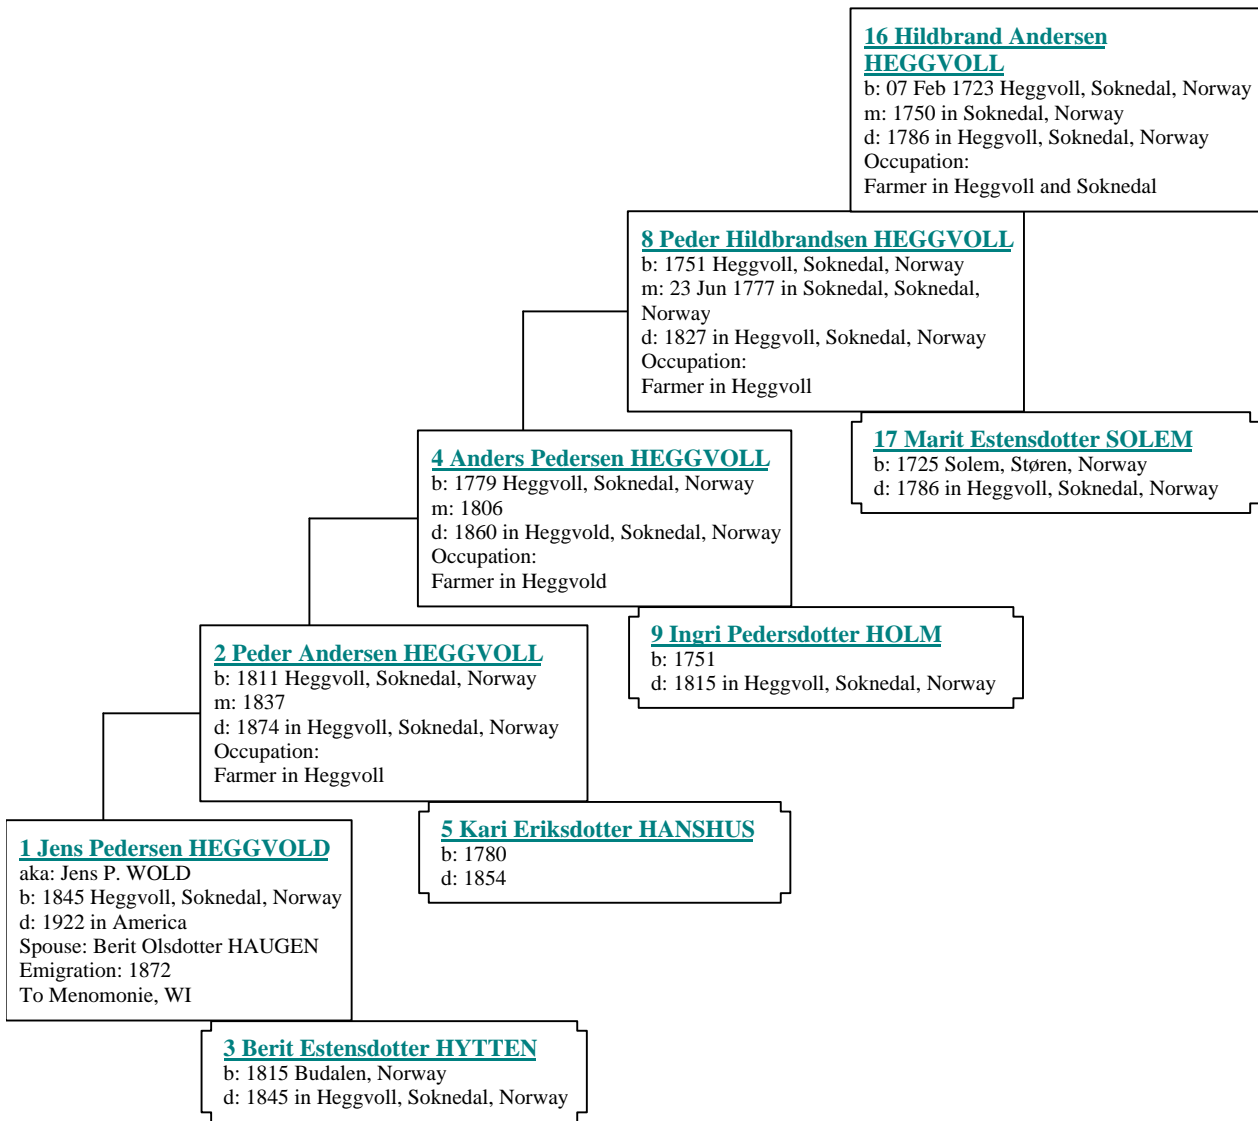 16 Hildbrand Andersen
HEGGVOLL
b: 07 Feb 1723 Heggvoll, Soknedal, Norway
m: 1750 in Soknedal, Norway
d: 1786 in Heggvoll, Soknedal, Norway
Occupation:
Farmer in Heggvoll and Soknedal
8 Peder Hildbrandsen HEGGVOLL
b: 1751 Heggvoll, Soknedal, Norway
m: 23 Jun 1777 in Soknedal, Soknedal,
Norway
d: 1827 in Heggvoll, Soknedal, Norway
Occupation:
Farmer in Heggvoll
17 Marit Estensdotter SOLEM
b: 1725 Solem, Støren, Norway
d: 1786 in Heggvoll, Soknedal, Norway
4 Anders Pedersen HEGGVOLL
b: 1779 Heggvoll, Soknedal, Norway
m: 1806
d: 1860 in Heggvold, Soknedal, Norway
Occupation:
Farmer in Heggvold
9 Ingri Pedersdotter HOLM
b: 1751
d: 1815 in Heggvoll, Soknedal, Norway
2 Peder Andersen HEGGVOLL
b: 1811 Heggvoll, Soknedal, Norway
m: 1837
d: 1874 in Heggvoll, Soknedal, Norway
Occupation:
Farmer in Heggvoll
5 Kari Eriksdotter HANSHUS
b: 1780
d: 1854
1 Jens Pedersen HEGGVOLD
aka: Jens P. WOLD
b: 1845 Heggvoll, Soknedal, Norway
d: 1922 in America
Spouse: Berit Olsdotter HAUGEN
Emigration: 1872
To Menomonie, WI
3 Berit Estensdotter HYTTEN
b: 1815 Budalen, Norway
d: 1845 in Heggvoll, Soknedal, Norway